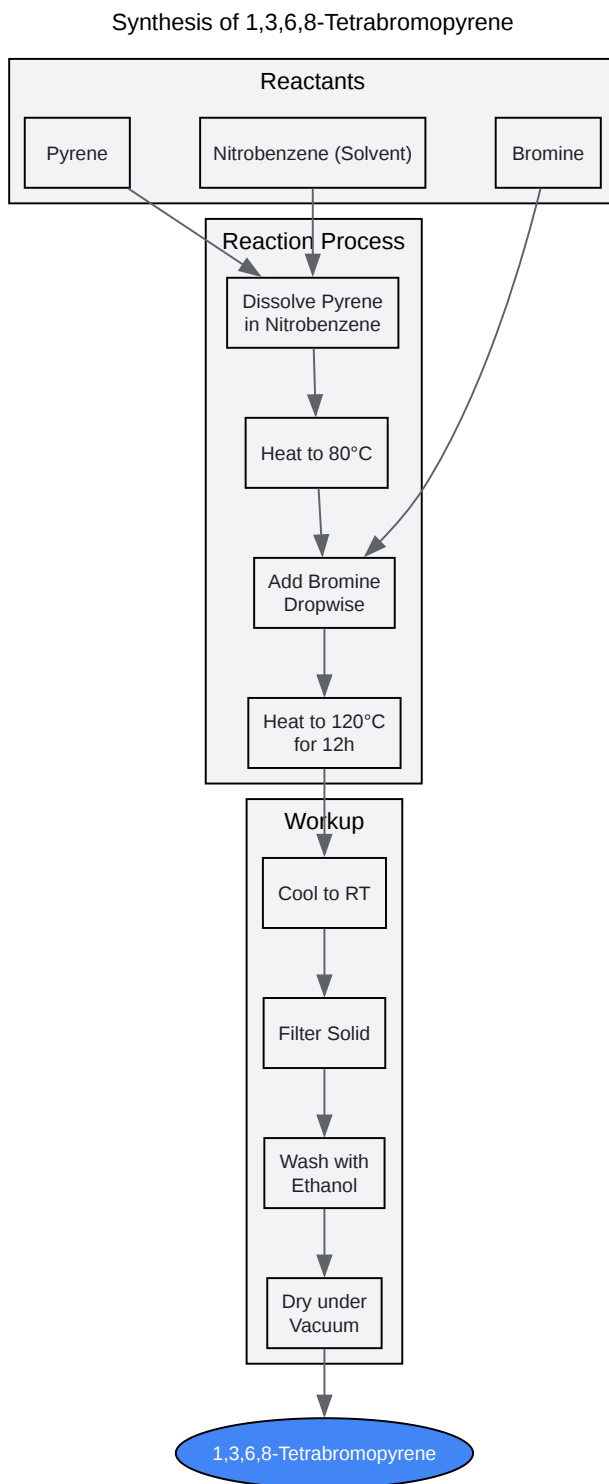 Synthesis of 1,3,6,8-Tetrabromopyrene
Reactants
Pyrene
Nitrobenzene (Solvent)
Bromine
Reaction Process
Dissolve Pyrene
in Nitrobenzene
Heat to 80°C
Add Bromine
Dropwise
Heat to 120°C
for 12h
Workup
Cool to RT
Filter Solid
Wash with
Ethanol
Dry under
Vacuum
1,3,6,8-Tetrabromopyrene